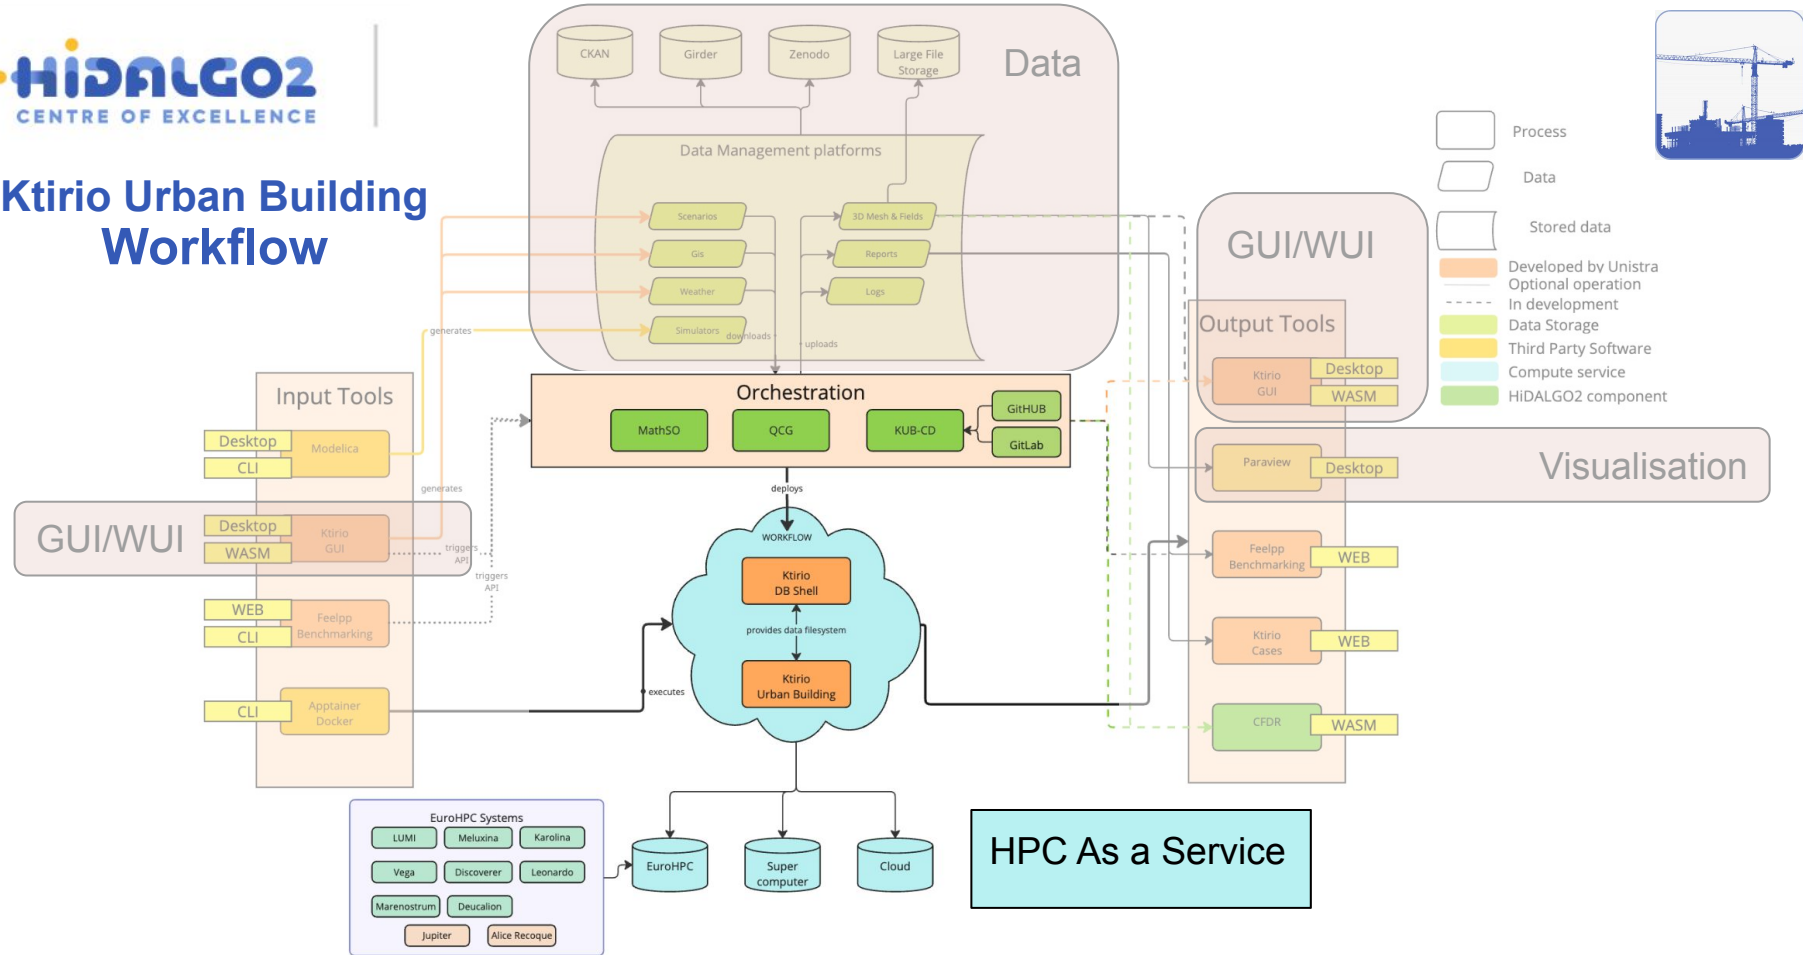 HiDALGO2
CENTRE OF EXCELLENCE
Ktirio Urban Building
Workflow
Data
CKAN
Girder
Zenodo
Large File
Storage
Data Management platforms
Scenarios
Gis
Weather
Simulators
3D Mesh & Fields
Reports
Logs
downloads
uploads
generates
generates
triggers
API
triggers
API
Input Tools
Desktop
CLI
Modelica
GUI/WUI
Desktop
WASM
Ktirio
GUI
WEB
CLI
Feelpp
Benchmarking
CLI
Apptainer
Docker
Orchestration
MathSO
QCG
KUB-CD
GitHUB
GitLab
deploys
WORKFLOW
Ktirio
DB Shell
provides data filesystem
Ktirio
Urban Building
executes
EuroHPC Systems
LUMI
Meluxina
Karolina
Vega
Discoverer
Leonardo
Marenostrum
Deucalion
Jupiter
Alice Recoque
EuroHPC
Super
computer
Cloud
HPC As a Service
GUI/WUI
Output Tools
Ktirio
GUI
Desktop
WASM
Paraview
Desktop
Visualisation
Feelpp
Benchmarking
WEB
Ktirio
Cases
WEB
CFDR
WASM
Process
Data
Stored data
Developed by Unistra
Optional operation
In development
Data Storage
Third Party Software
Compute service
HiDALGO2 component